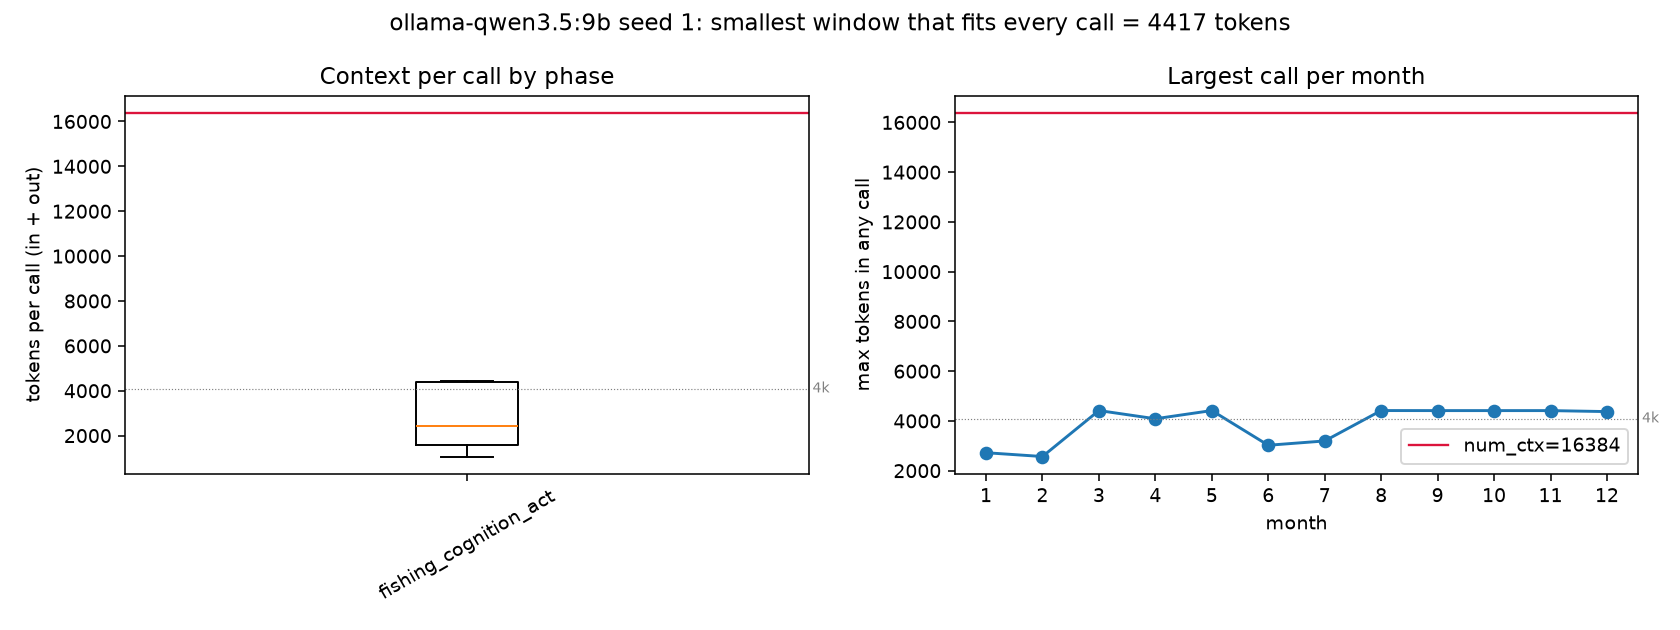 ollama-qwen3.5:9b seed 1: smallest window that fits every call = 4417 tokens
Context per call by phase
tokens per call (in + out)
16000
14000
12000
10000
8000
6000
4000
2000
4k
fishing_cognition_act
Largest call per month
max tokens in any call
16000
14000
12000
10000
8000
6000
4000
2000
4k
num_ctx=16384
1 2 3 4 5 6 7 8 9 10 11 12
month